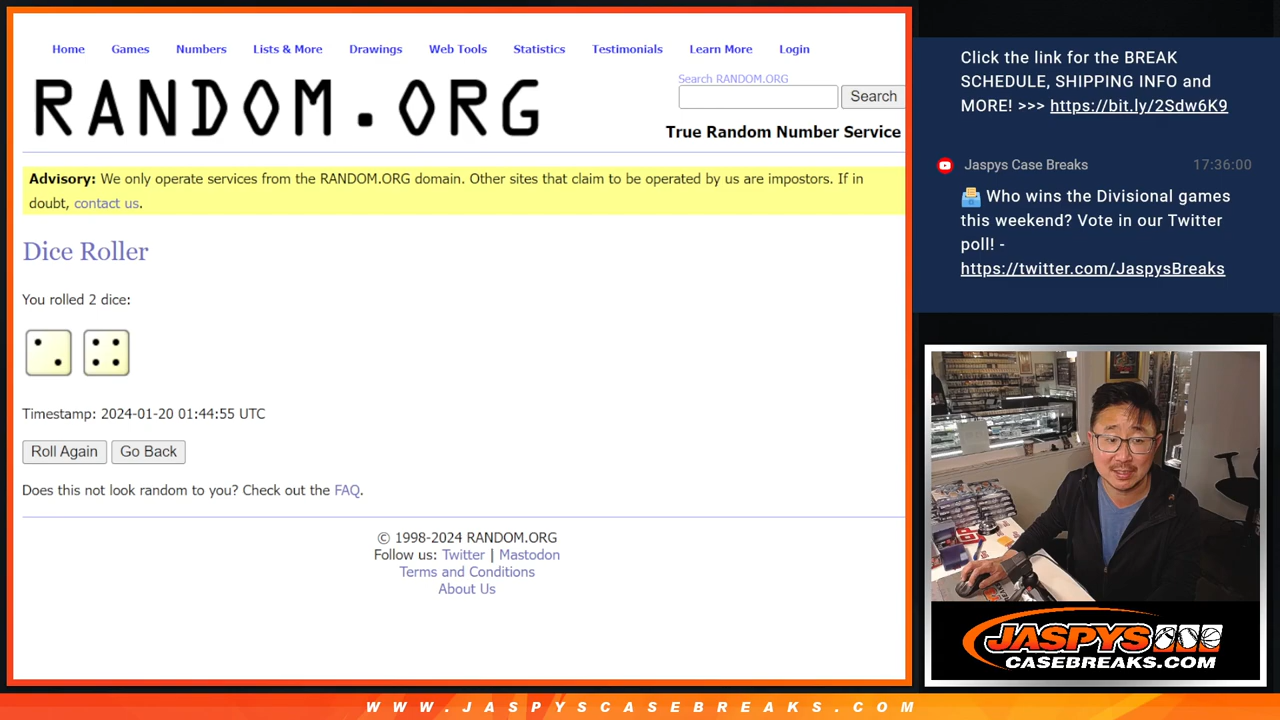 Home Games Numbers Lists & More Drawings Web Tools Statistics Testimonials Learn More Login
RANDOM.ORG
Search RANDOM.ORG
Search
True Random Number Service
Advisory: We only operate services from the RANDOM.ORG domain. Other sites that claim to be operated by us are impostors. If in
doubt, contact us.
Dice Roller
You rolled 2 dice:
Timestamp: 2024-01-20 01:44:55 UTC
Roll Again Go Back
Does this not look random to you? Check out the FAQ.
© 1998-2024 RANDOM.ORG
Follow us: Twitter | Mastodon
Terms and Conditions
About Us
Click the link for the BREAK
SCHEDULE, SHIPPING INFO and
MORE! >>> https://bit.ly/2Sdw6K9
Jaspys Case Breaks 17:36:00
Who wins the Divisional games
this weekend? Vote in our Twitter
poll! -
https://twitter.com/JaspysBreaks
JASPYS
CASEBREAKS.COM
WWW.JASPYSCASEBREAKS.COM